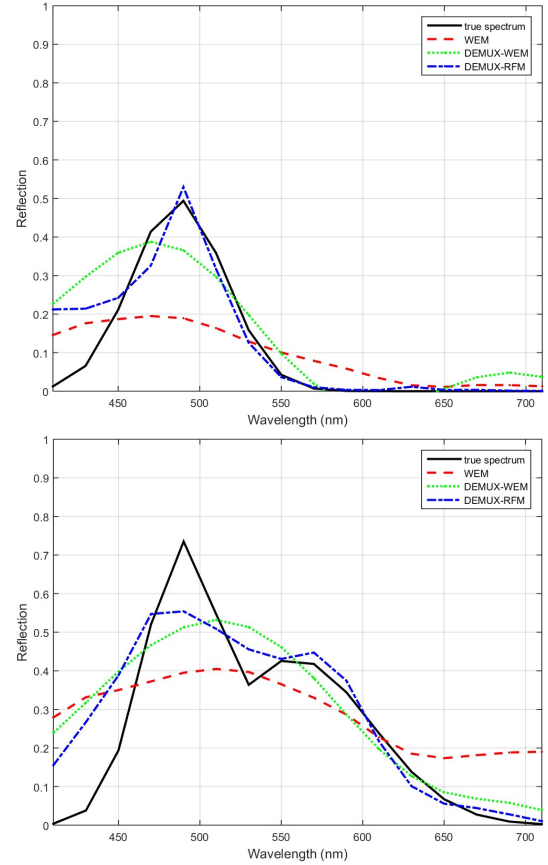 1
0.9
0.8
0.7
0.6
0.5
0.4
0.3
0.2
0.1
0
Reflection
true spectrum
WEM
DEMUX-WEM
DEMUX-RFM
450 500 550 600 650 700
Wavelength (nm)
1
0.9
0.8
0.7
0.6
0.5
0.4
0.3
0.2
0.1
0
Reflection
true spectrum
WEM
DEMUX-WEM
DEMUX-RFM
450 500 550 600 650 700
Wavelength (nm)